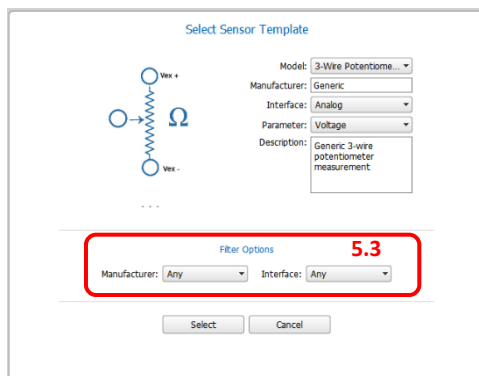 Select Sensor Template
Vex +
Ω
Vex -
. . .
Model: 3-Wire Potentiome...
Manufacturer: Generic
Interface: Analog
Parameter: Voltage
Description: Generic 3-wire
potentiometer
measurement
Filter Options 5.3
Manufacturer: Any Interface: Any
Select Cancel